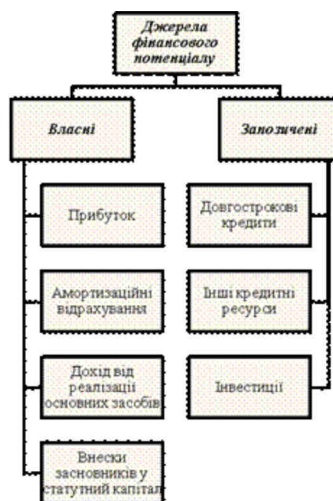 Джерела
фінансового
потенціалу
Власні
Запозичені
Прибуток
Довгострокові
кредити
Амортизаційні
відрахування
Інші кредитні
ресурси
Дохід від
реалізації
основних засобів
Інвестиції
Внески
засновників у
статутний капітал